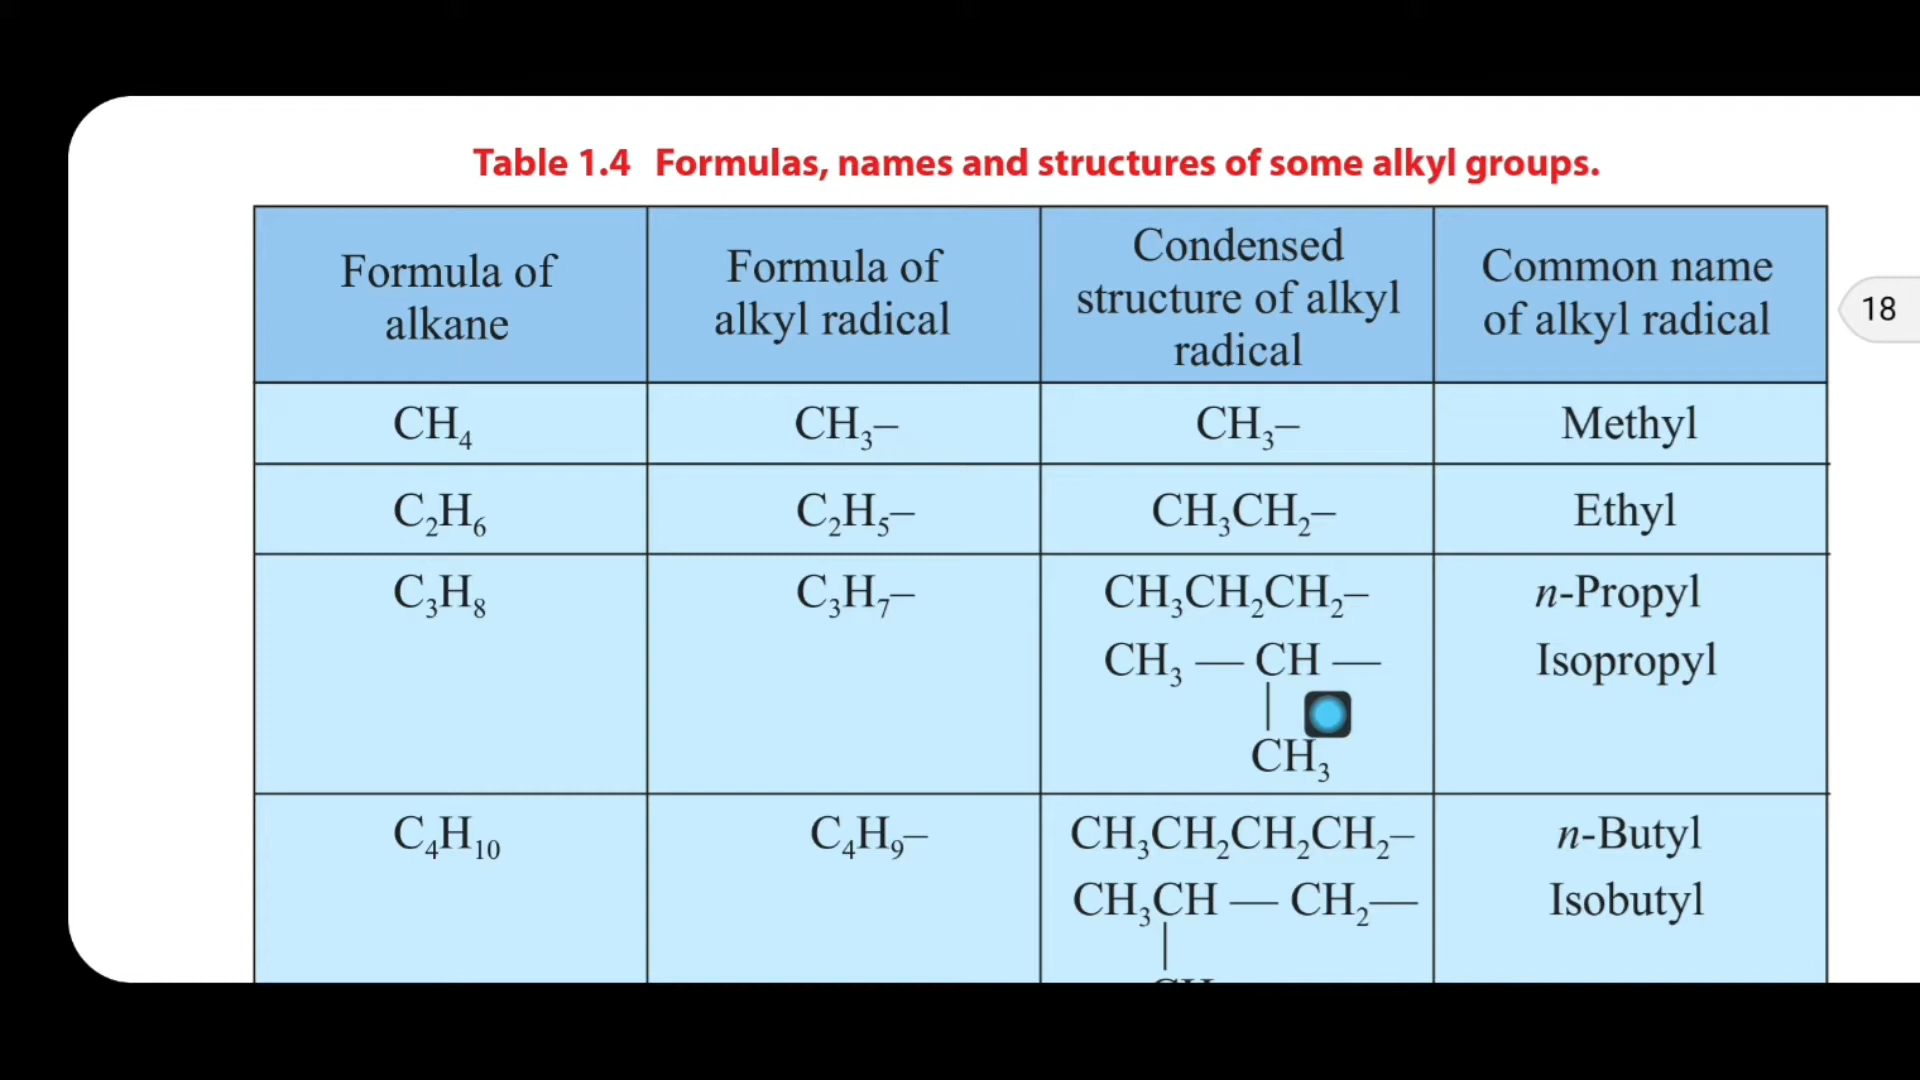 Table 1.4 Formulas, names and structures of some alkyl groups.
Formula of alkane
Formula of alkyl radical
Condensed structure of alkyl radical
Common name of alkyl radical
18
CH₄ CH₃– CH₃– Methyl
C₂H₆ C₂H₅– CH₃CH₂– Ethyl
C₃H₈ C₃H₇– CH₃CH₂CH₂– n-Propyl
CH₃ — CH — Isopropyl
|
CH₃
C₄H₁₀ C₄H₉– CH₃CH₂CH₂CH₂– n-Butyl
CH₃CH — CH₂— Isobutyl
|